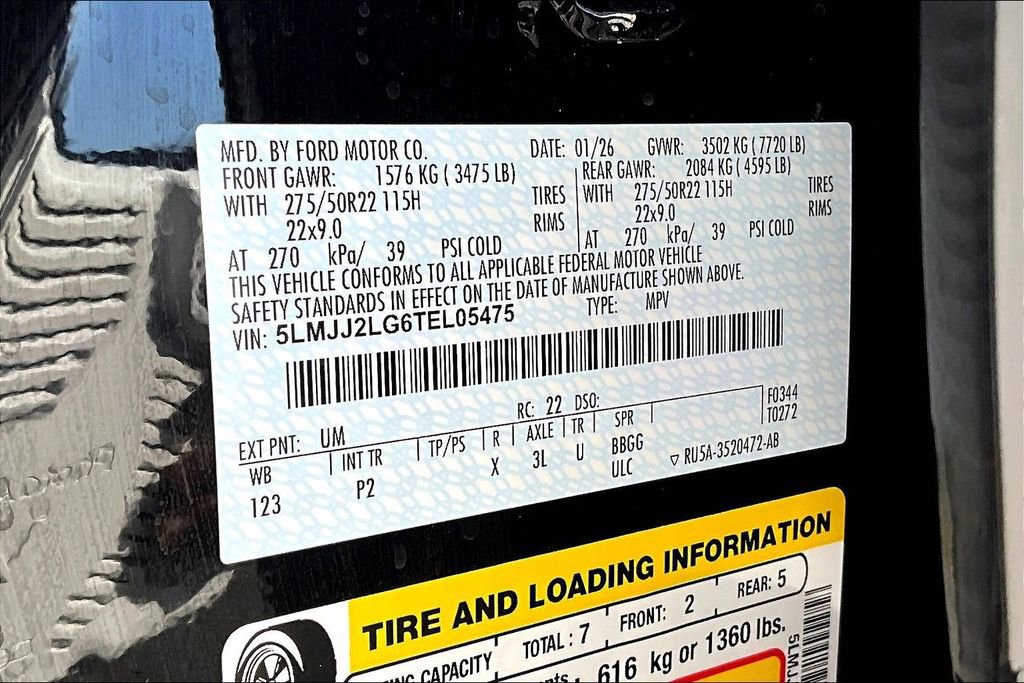 MFD. BY FORD MOTOR CO. DATE: 01/26 GVWR: 3502 KG ( 7720 LB)
FRONT GAWR: 1576 KG ( 3475 LB) REAR GAWR: 2084 KG ( 4595 LB)
WITH 275/50R22 115H TIRES WITH 275/50R22 115H TIRES
22x9.0 RIMS 22x9.0 RIMS
AT 270 kPa/ 39 PSI COLD AT 270 kPa/ 39 PSI COLD
THIS VEHICLE CONFORMS TO ALL APPLICABLE FEDERAL MOTOR VEHICLE
SAFETY STANDARDS IN EFFECT ON THE DATE OF MANUFACTURE SHOWN ABOVE.
VIN: 5LMJJ2LG6TEL05475 TYPE: MPV
EXT PNT: UM RC: 22 DSO: F0344
WB INT TR TP/PS R AXLE TR SPR T0272
123 P2 X 3L U BBGG
ULC ▽ RU5A-3520472-AB
TIRE AND LOADING INFORMATION
CAPACITY TOTAL : 7 FRONT: 2 REAR: 5
616 kg or 1360 lbs.